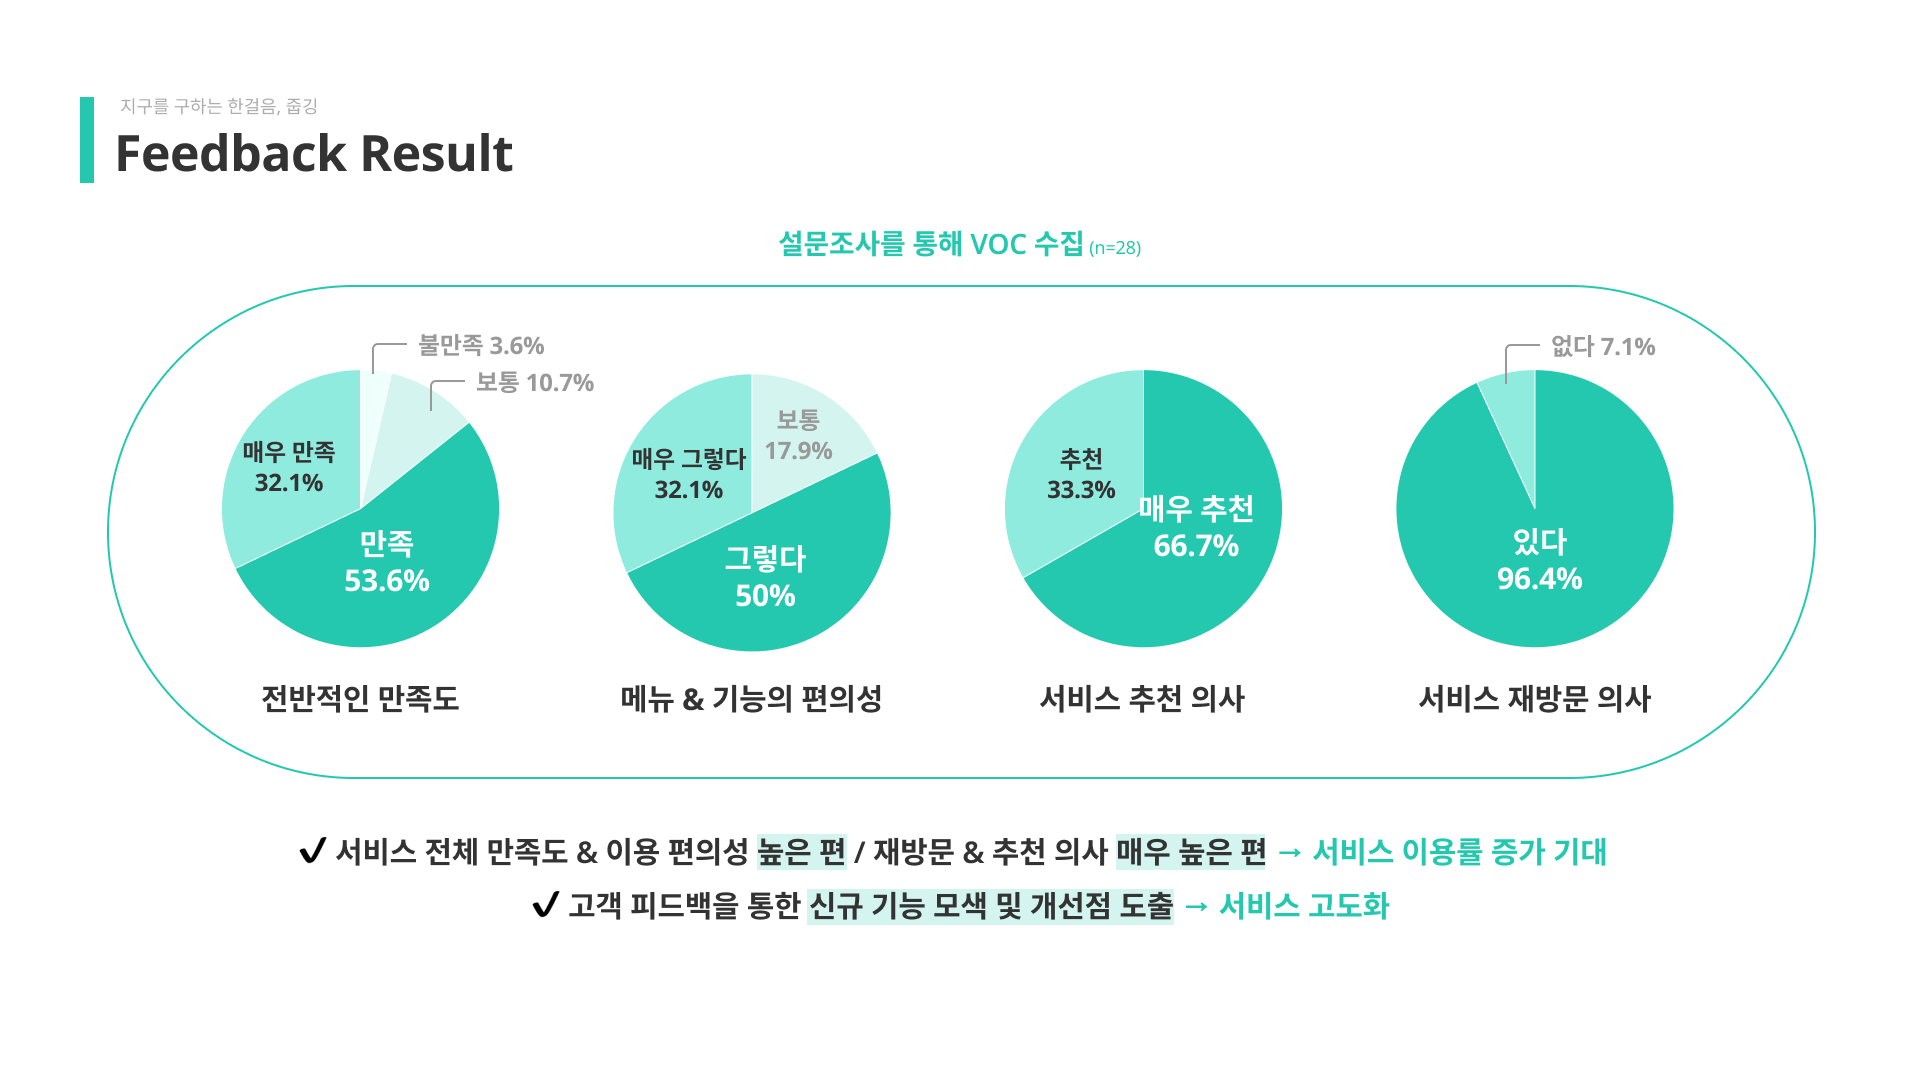 지구를 구하는 한걸음, 줍깅
Feedback Result
설문조사를 통해 VOC 수집 (n=28)
불만족 3.6%
보통 10.7%
매우 만족
32.1%
만족
53.6%
전반적인 만족도
보통
17.9%
매우 그렇다
32.1%
그렇다
50%
메뉴 & 기능의 편의성
추천
33.3%
매우 추천
66.7%
서비스 추천 의사
없다 7.1%
있다
96.4%
서비스 재방문 의사
✔ 서비스 전체 만족도 & 이용 편의성 높은 편 / 재방문 & 추천 의사 매우 높은 편 → 서비스 이용률 증가 기대
✔ 고객 피드백을 통한 신규 기능 모색 및 개선점 도출 → 서비스 고도화